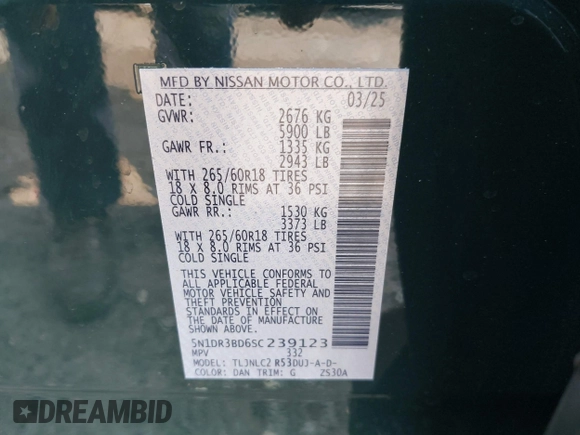 MFD BY NISSAN MOTOR CO., LTD.
DATE: 03/25
GVWR: 2676 KG
5900 LB
GAWR FR.: 1335 KG
2943 LB
WITH 265/60R18 TIRES
18 X 8.0 RIMS AT 36 PSI
COLD SINGLE
GAWR RR.: 1530 KG
3373 LB
WITH 265/60R18 TIRES
18 X 8.0 RIMS AT 36 PSI
COLD SINGLE
THIS VEHICLE CONFORMS TO
ALL APPLICABLE FEDERAL
MOTOR VEHICLE SAFETY AND
THEFT PREVENTION
STANDARDS IN EFFECT ON
THE DATE OF MANUFACTURE
SHOWN ABOVE.
5N1DR3BD6SC239123
MPV 332
MODEL: TLJNLC2 R53DUJ-A-D-
COLOR: DAN TRIM: G ZS30A
DREAMBID